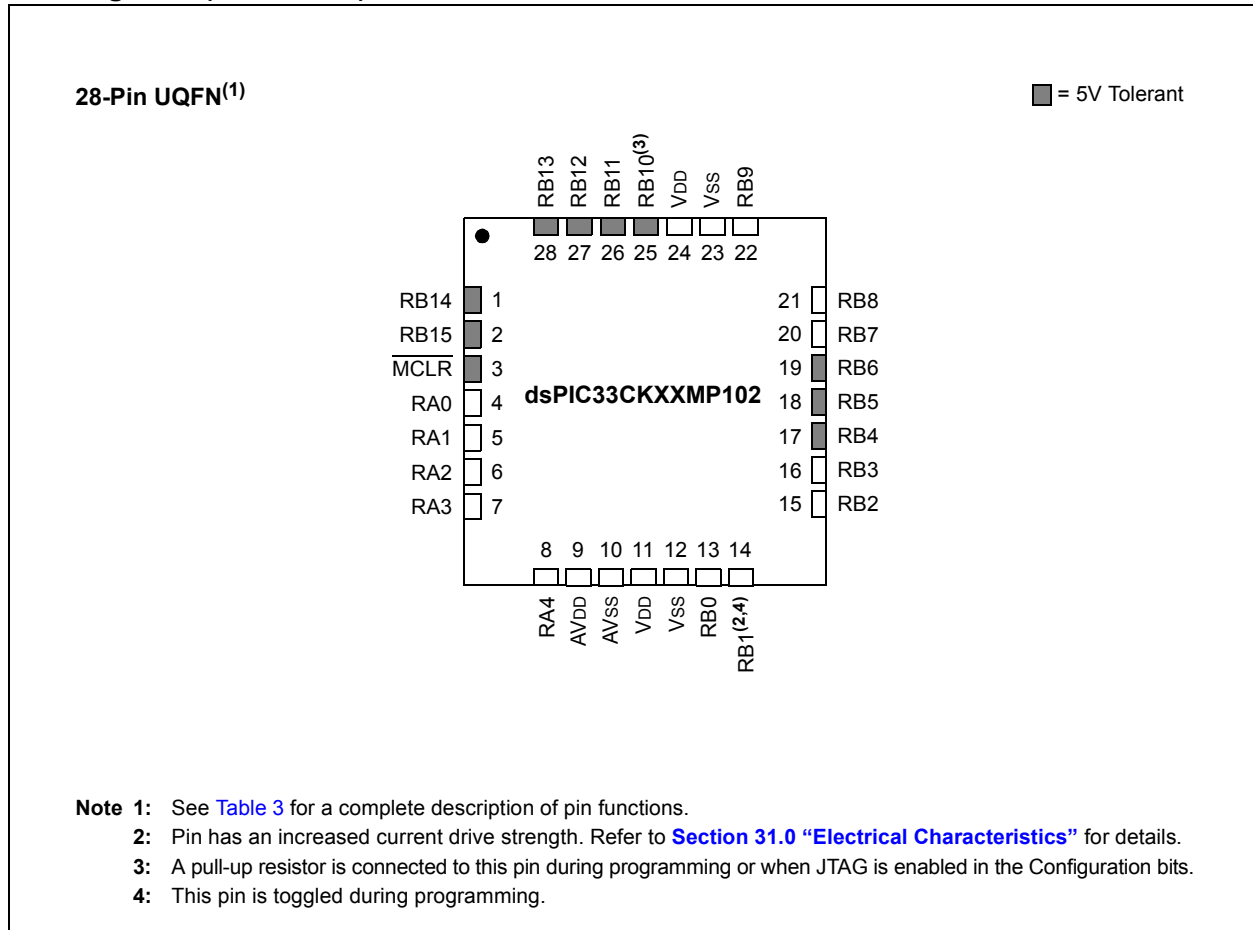 28-Pin UQFN(1)
= 5V Tolerant
RB13
RB12
RB11
RB10(3)
VDD
VSS
RB9
28 27 26 25 24 23 22
RB14 1
RB15 2
MCLR 3
RA0 4
RA1 5
RA2 6
RA3 7
dsPIC33CKXXMP102
21 RB8
20 RB7
19 RB6
18 RB5
17 RB4
16 RB3
15 RB2
8 9 10 11 12 13 14
RA4
AVDD
AVSS
VDD
VSS
RB0
RB1(2,4)
Note 1: See Table 3 for a complete description of pin functions.
2: Pin has an increased current drive strength. Refer to Section 31.0 “Electrical Characteristics” for details.
3: A pull-up resistor is connected to this pin during programming or when JTAG is enabled in the Configuration bits.
4: This pin is toggled during programming.